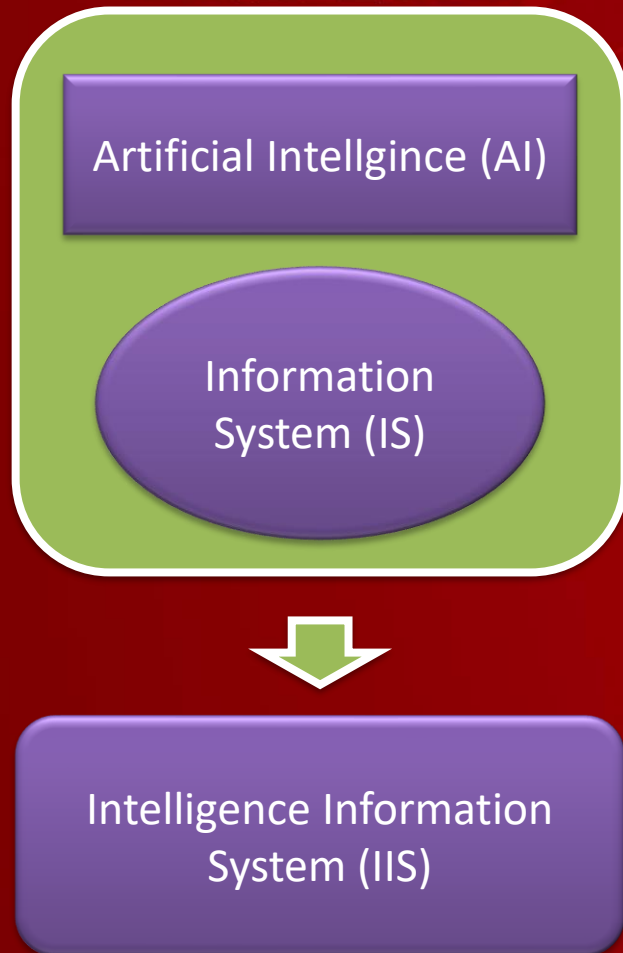 Artificial Intellgince (AI)
Information
System (IS)
Intelligence Information
System (IIS)